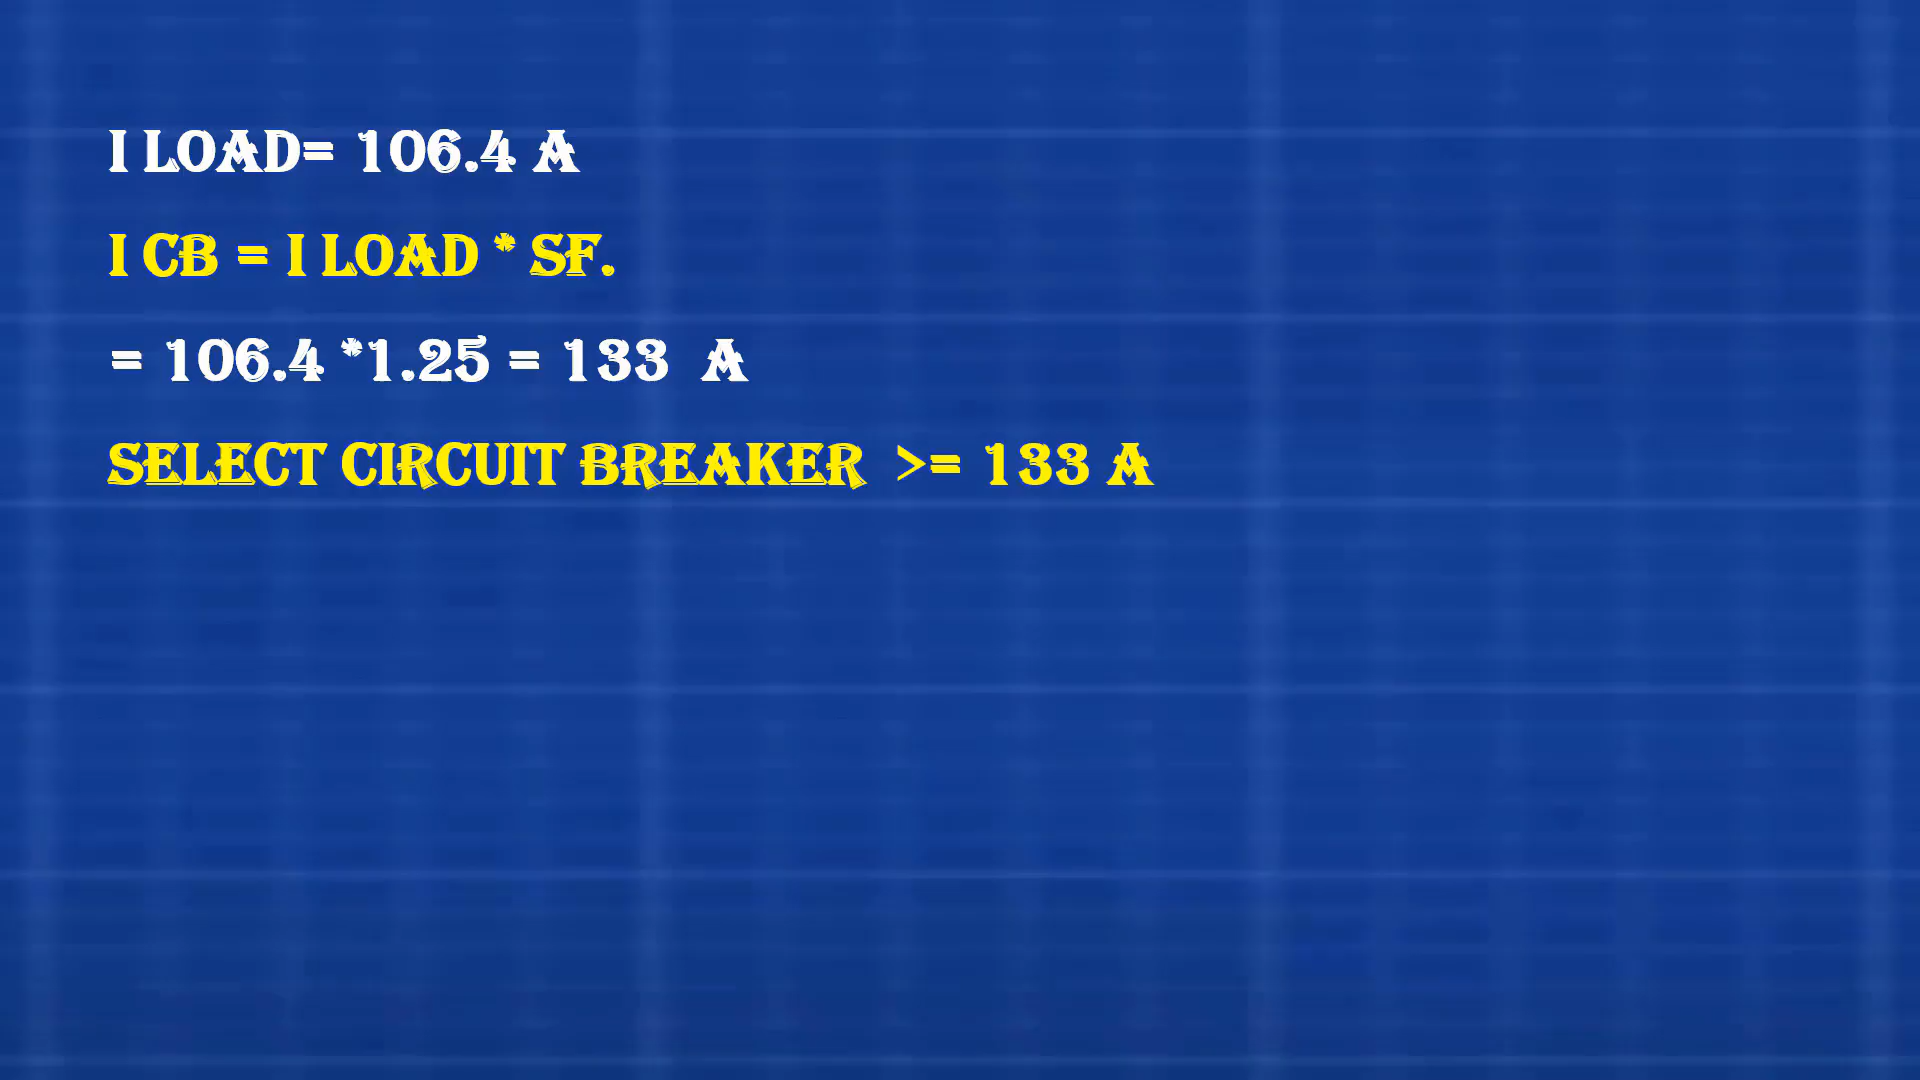 I LOAD= 106.4 A
I CB = I LOAD * SF.
= 106.4 *1.25 = 133 A
SELECT CIRCUIT BREAKER >= 133 A